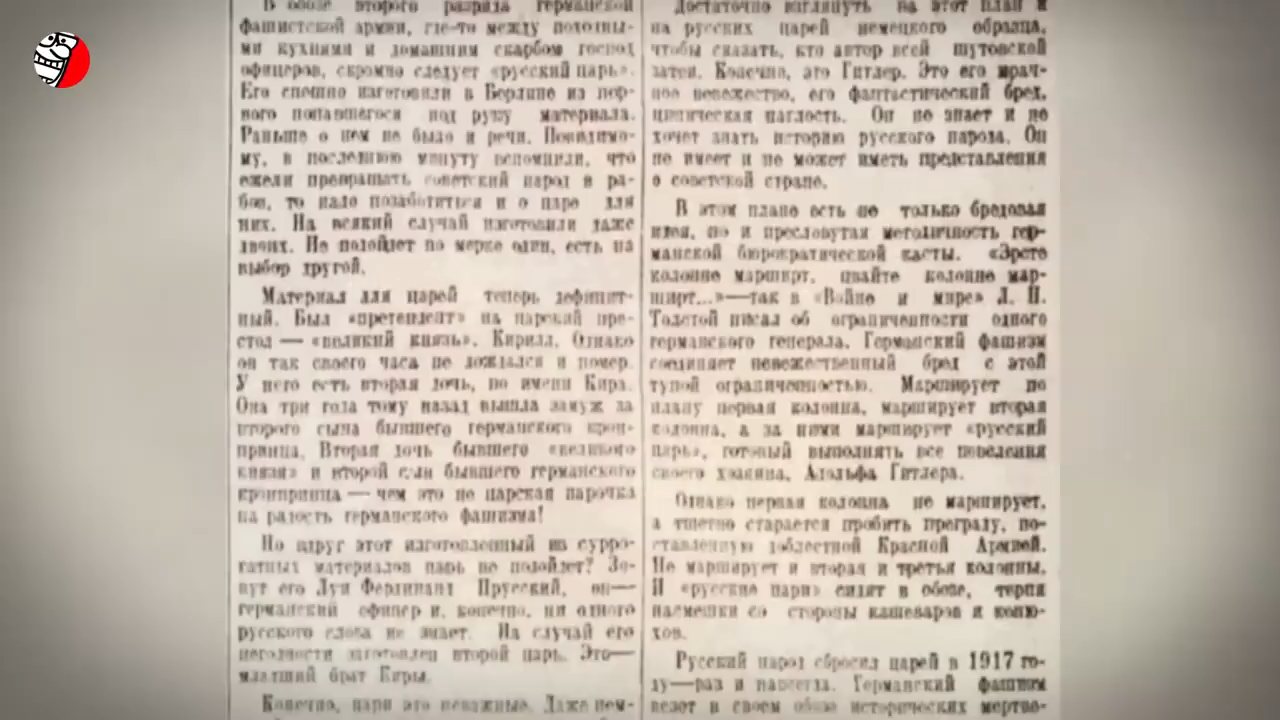 В обозе второго разряда германской
фашистской армии, где-то между походны-
ми кухнями и домашним скарбом господ
офицеров, скромно следует «русский царь».
Его спешно изготовили в Берлине из пер-
вого попавшегося под руку материала.
Раньше о нем не было и речи. Повидимо-
му, в последнюю минуту вспомнили, что
ежели превращать советский народ в ра-
бов, то надо позаботиться и о царе для
них. На всякий случай изготовили даже
двоих. Не подойдет по мерке один, есть на
выбор другой.
Материал для царей теперь дефицит-
ный. Был «претендент» на царский пре-
стол — «великий князь», Кирилл. Однако
он так своего часа не дождался и помер.
У него есть вторая дочь, по имени Кира.
Она три года тому назад вышла замуж за
второго сына бывшего германского крон-
принца. Вторая дочь бывшего «великого
князя» и второй сын бывшего германского
кронпринца — чем это не царская парочка
на радость германского фашизма!
Но вдруг этот изготовленный из сурро-
гатных материалов царь не подойдет? Зо-
вут его Луи Фердинанд Прусский, он—
германский офицер и, конечно, ни одного
русского слова не знает. На случай его
негодности заготовлен второй царь. Это—
младший брат Киры.
Конечно, цари это неважные. Даже нем-
Достаточно взглянуть на этот план и
на русских царей немецкого образца,
чтобы сказать, кто автор всей шутовской
затеи. Конечно, это Гитлер. Это его мрач-
ное невежество, его фантастический бред,
циническая наглость. Он не знает и не
хочет знать историю русского народа. Он
не имеет и не может иметь представления
о советской стране.
В этом плане есть не только бредовая
идея, но и пресловутая методичность гер-
манской бюрократической касты. «Эрсте
колонне марширт, цвайте колонне мар-
ширт...»—так в «Войне и мире» Л. Н.
Толстой писал об ограниченности одного
германского генерала. Германский фашизм
соединяет невежественный бред с этой
тупой ограниченностью. Марширует по
плану первая колонна, марширует вторая
колонна, а за ними марширует «русский
царь», готовый выполнять все повеления
своего хозяина, Адольфа Гитлера.
Однако первая колонна не марширует,
а тщетно старается пробить преграду, по-
ставленную доблестной Красной Армией.
Не марширует и вторая и третья колонны.
И «русские цари» сидят в обозе, терпя
насмешки со стороны кашеваров и коню-
хов.
Русский народ сбросил царей в 1917 го-
ду—раз и навсегда. Германский фашизм
везет в своем обозе исторических мертве-